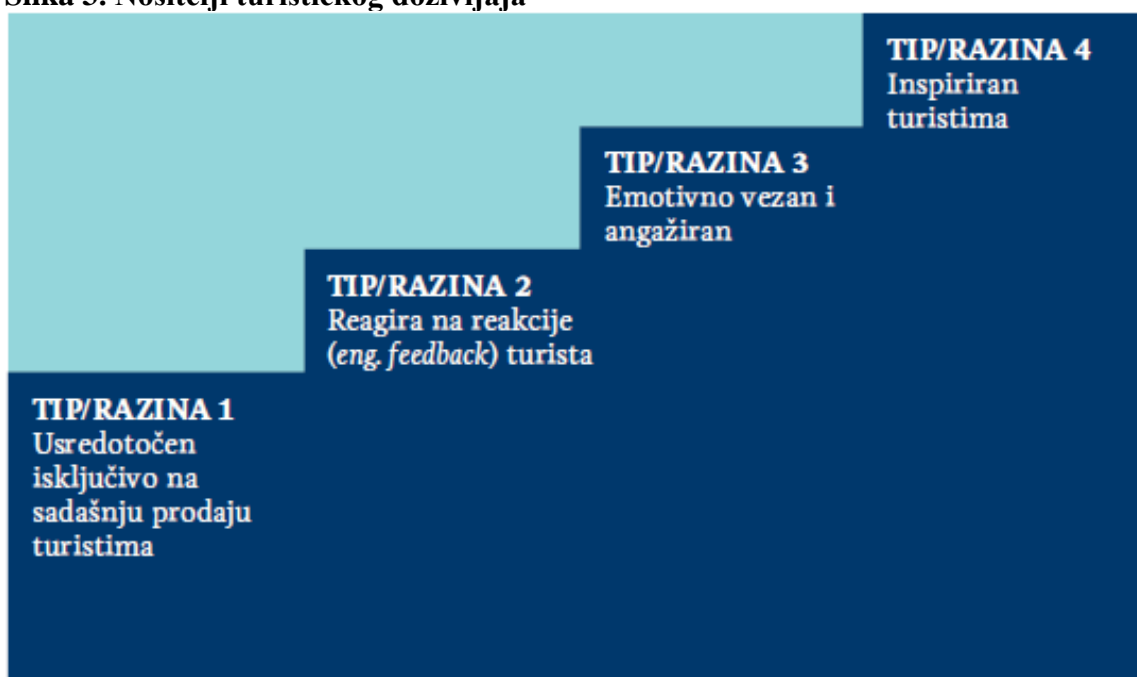 Slika Nositelji turističkog doživljaja
TIP/RAZINA 1
Usredotočen
isključivo na
sadašnju prodaju
turistima
TIP/RAZINA 2
Reagira na reakcije
(eng. feedback) turista
TIP/RAZINA 3
Emotivno vezan i
angažiran
TIP/RAZINA 4
Inspiriran
turistima